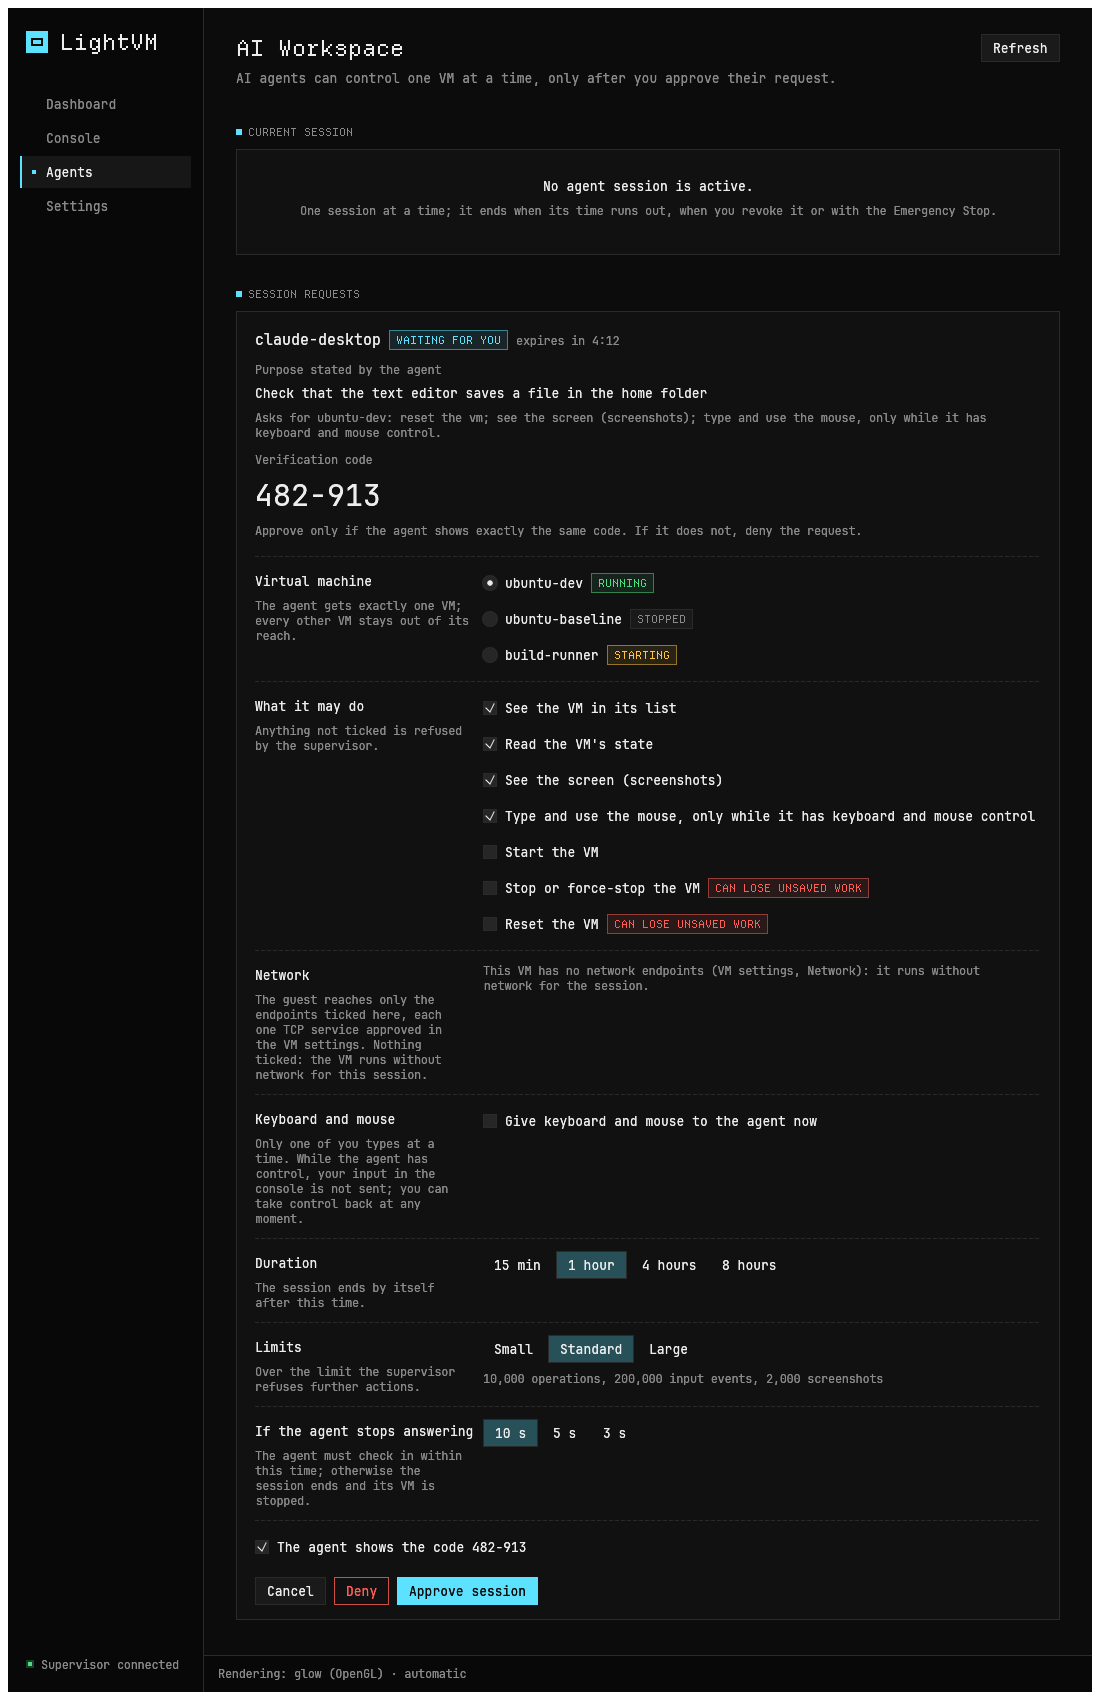 LightVM
Dashboard
Console
Agents
Settings
AI Workspace
Refresh
AI agents can control one VM at a time, only after you approve their request.
CURRENT SESSION
No agent session is active.
One session at a time; it ends when its time runs out, when you revoke it or with the Emergency Stop.
SESSION REQUESTS
claude-desktop WAITING FOR YOU expires in 4:12
Purpose stated by the agent
Check that the text editor saves a file in the home folder
Asks for ubuntu-dev: reset the vm; see the screen (screenshots); type and use the mouse, only while it has
keyboard and mouse control.
Verification code
482-913
Approve only if the agent shows exactly the same code. If it does not, deny the request.
Virtual machine
The agent gets exactly one VM;
every other VM stays out of its
reach.
ubuntu-dev RUNNING
ubuntu-baseline STOPPED
build-runner STARTING
What it may do
Anything not ticked is refused
by the supervisor.
See the VM in its list
Read the VM's state
See the screen (screenshots)
Type and use the mouse, only while it has keyboard and mouse control
Start the VM
Stop or force-stop the VM CAN LOSE UNSAVED WORK
Reset the VM CAN LOSE UNSAVED WORK
Network
The guest reaches only the
endpoints ticked here, each
one TCP service approved in
the VM settings. Nothing
ticked: the VM runs without
network for this session.
This VM has no network endpoints (VM settings, Network): it runs without
network for the session.
Keyboard and mouse
Only one of you types at a
time. While the agent has
control, your input in the
console is not sent; you can
take control back at any
moment.
Give keyboard and mouse to the agent now
Duration
The session ends by itself
after this time.
15 min 1 hour 4 hours 8 hours
Limits
Over the limit the supervisor
refuses further actions.
Small Standard Large
10,000 operations, 200,000 input events, 2,000 screenshots
If the agent stops answering
The agent must check in within
this time; otherwise the
session ends and its VM is
stopped.
10 s 5 s 3 s
The agent shows the code 482-913
Cancel Deny Approve session
Supervisor connected
Rendering: glow (OpenGL) · automatic